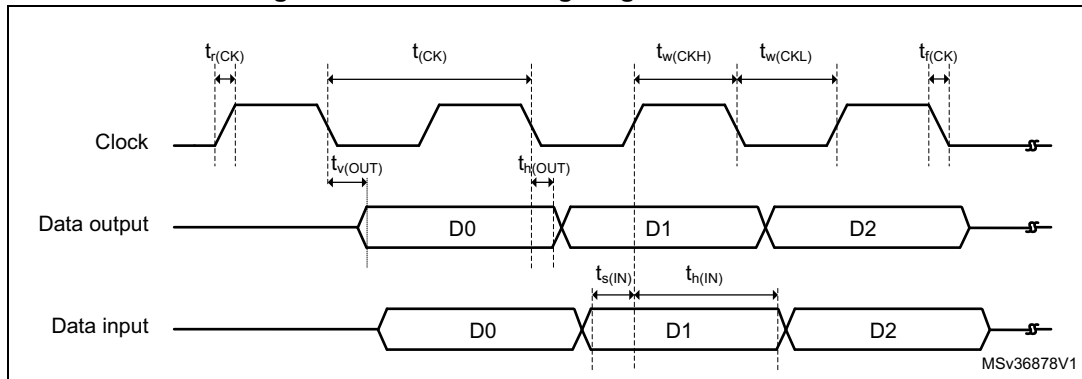 tr(CK) t(CK) tw(CKH) tw(CKL) tf(CK)
Clock
tv(OUT) th(OUT)
Data output D0 D1 D2
ts(IN) th(IN)
Data input D0 D1 D2
MSv36878V1